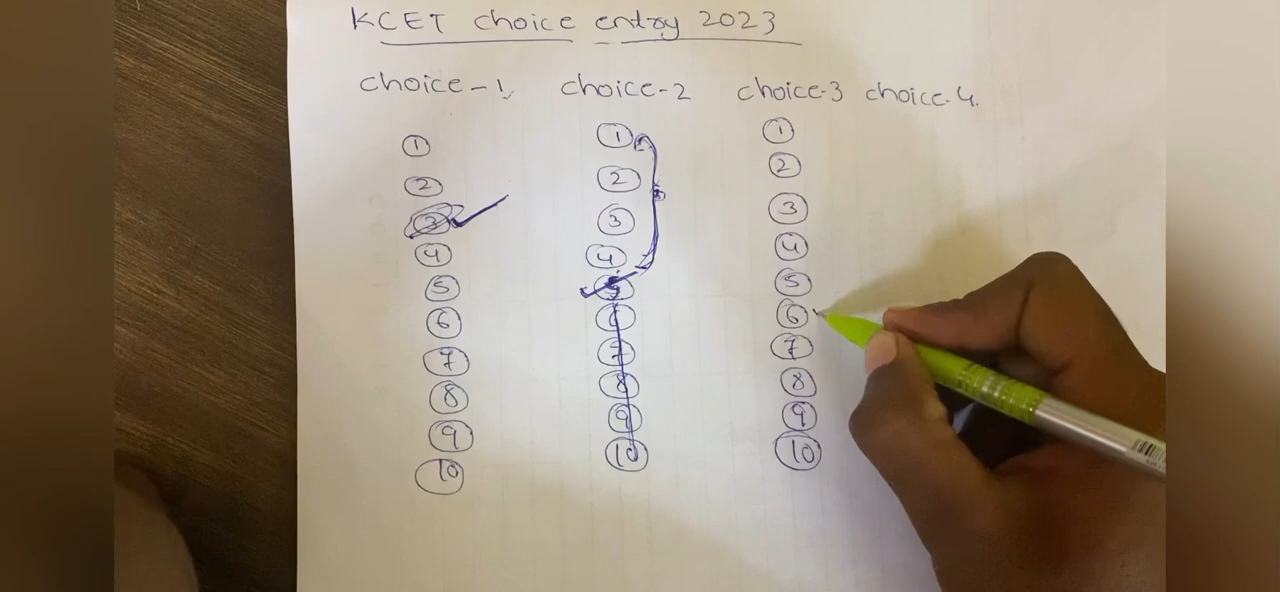 KCET choice entry 2023
choice-1 choice-2 choice-3 choice-4.
1 1 1
2 2 2
3 3 3
4 4 4
5 5 5
6 6 6
7 7 7
8 8 8
9 9 9
10 10 10